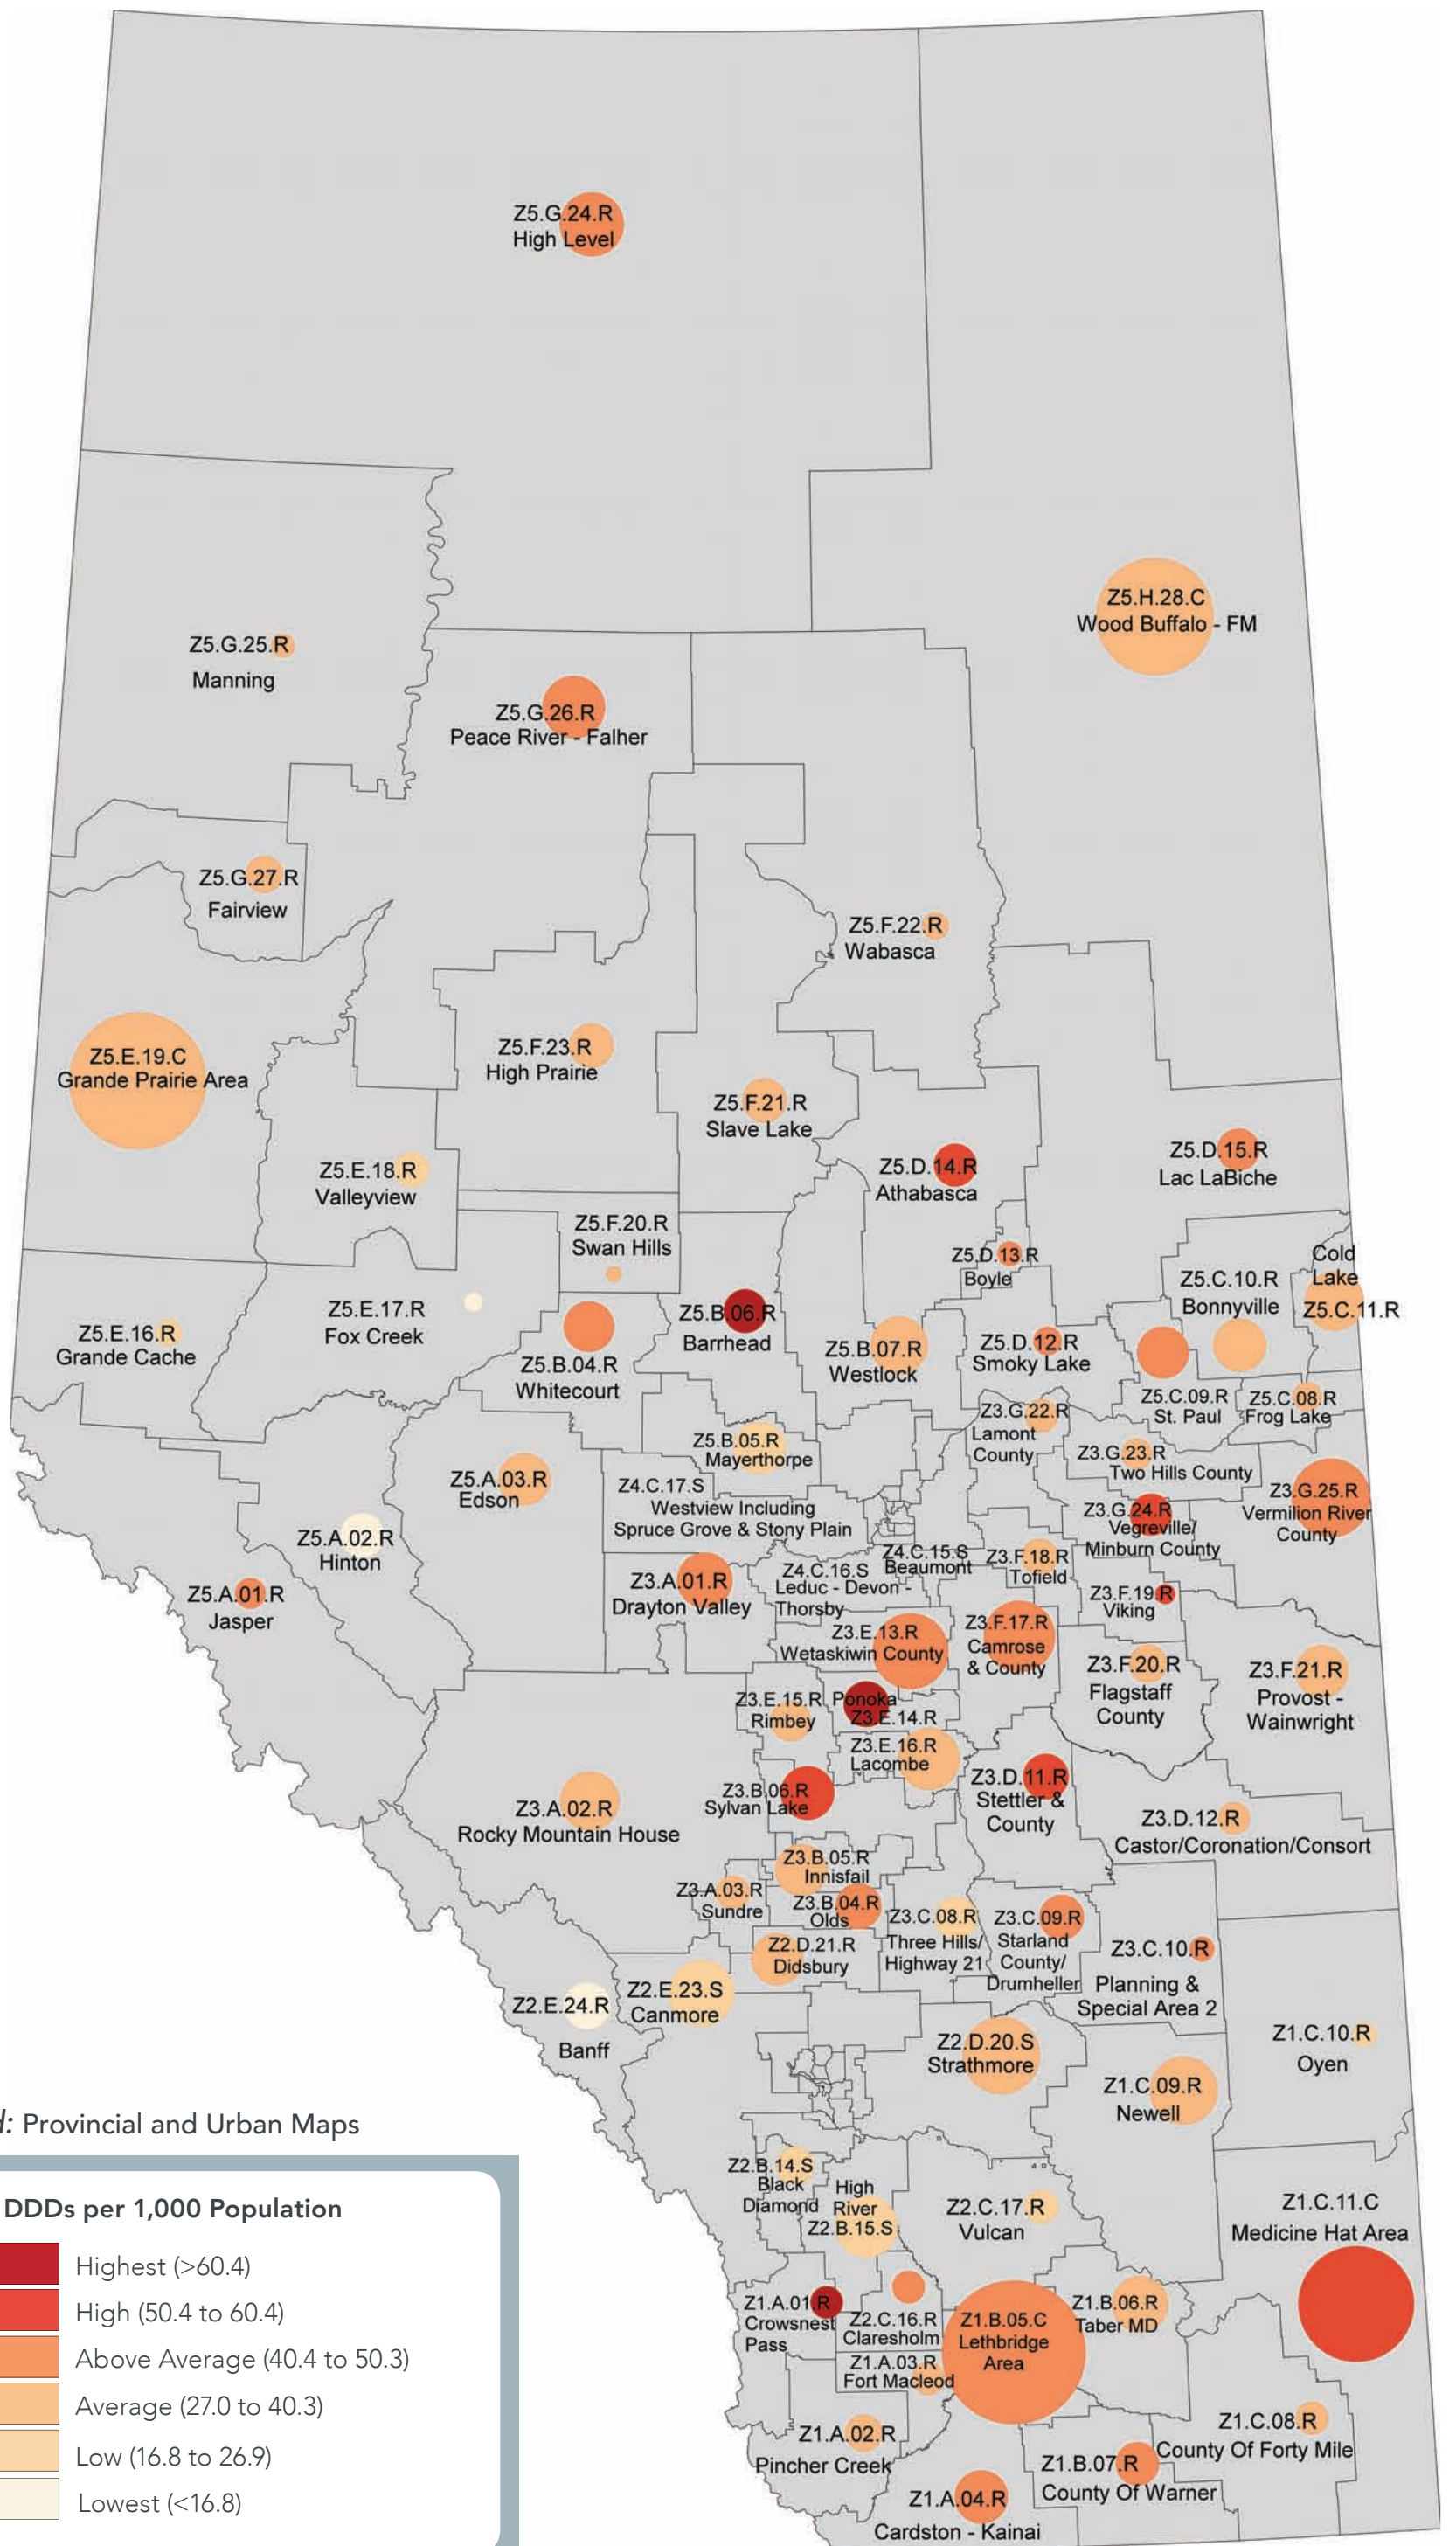 Z5.G.24.R
High Level
Z5.H.28.C
Wood Buffalo - FM
Z5.G.25.R
Manning
Z5.G.26.R
Peace River - Falher
Z5.G.27.R
Fairview
Z5.F.22.R
Wabasca
Z5.E.19.C
Grande Prairie Area
Z5.F.23.R
High Prairie
Z5.F.21.R
Slave Lake
Z5.E.18.R
Valleyview
Z5.D.14.R
Athabasca
Z5.D.15.R
Lac LaBiche
Z5.F.20.R
Swan Hills
Z5.D.13.R
Boyle
Cold
Lake
Z5.C.11.R
Z5.C.10.R
Bonnyville
Z5.E.17.R
Fox Creek
Z5.E.16.R
Grande Cache
Z5.B.06.R
Barrhead
Z5.B.07.R
Westlock
Z5.D.12.R
Smoky Lake
Z5.B.04.R
Whitecourt
Z5.C.09.R
St. Paul
Z5.C.08.R
Frog Lake
Z3.G.22.R
Lamont
County
Z5.B.05.R
Mayerthorpe
Z3.G.23.R
Two Hills County
Z5.A.03.R
Edson
Z4.C.17.S
Westview Including
Spruce Grove & Stony Plain
Z3.G.25.R
Vermilion River
County
Z3.G.24.R
Vegreville/
Minburn County
Z5.A.02.R
Hinton
Z4.C.15.S
Beaumont
Z3.F.18.R
Tofield
Z4.C.16.S
Leduc - Devon -
Thorsby
Z5.A.01.R
Jasper
Z3.A.01.R
Drayton Valley
Z3.F.19.R
Viking
Z3.E.13.R
Wetaskiwin County
Z3.F.17.R
Camrose
& County
Z3.F.20.R
Flagstaff
County
Z3.F.21.R
Provost -
Wainwright
Z3.E.15.R
Rimbey
Ponoka
Z3.E.14.R
Z3.E.16.R
Lacombe
Z3.D.11.R
Stettler &
County
Z3.B.06.R
Sylvan Lake
Z3.A.02.R
Rocky Mountain House
Z3.D.12.R
Castor/Coronation/Consort
Z3.B.05.R
Innisfail
Z3.A.03.R
Sundre
Z3.B.04.R
Olds
Z3.C.08.R
Three Hills/
Highway 21
Z3.C.09.R
Starland
County/
Drumheller
Z2.D.21.R
Didsbury
Z3.C.10.R
Planning &
Special Area 2
Z2.E.24.R
Banff
Z2.E.23.S
Canmore
Z2.D.20.S
Strathmore
Z1.C.10.R
Oyen
Z1.C.09.R
Newell
Z2.B.14.S
Black
Diamond
High
River
Z2.B.15.S
Z2.C.17.R
Vulcan
Z1.C.11.C
Medicine Hat Area
Z1.A.01.R
Crowsnest
Pass
Z2.C.16.R
Claresholm
Z1.B.05.C
Lethbridge
Area
Z1.B.06.R
Taber MD
Z1.A.03.R
Fort Macleod
Z1.A.02.R
Pincher Creek
Z1.C.08.R
County Of Forty Mile
Z1.B.07.R
County Of Warner
Z1.A.04.R
Cardston - Kainai
d: Provincial and Urban Maps
DDDs per 1,000 Population
Highest (>60.4)
High (50.4 to 60.4)
Above Average (40.4 to 50.3)
Average (27.0 to 40.3)
Low (16.8 to 26.9)
Lowest (<16.8)